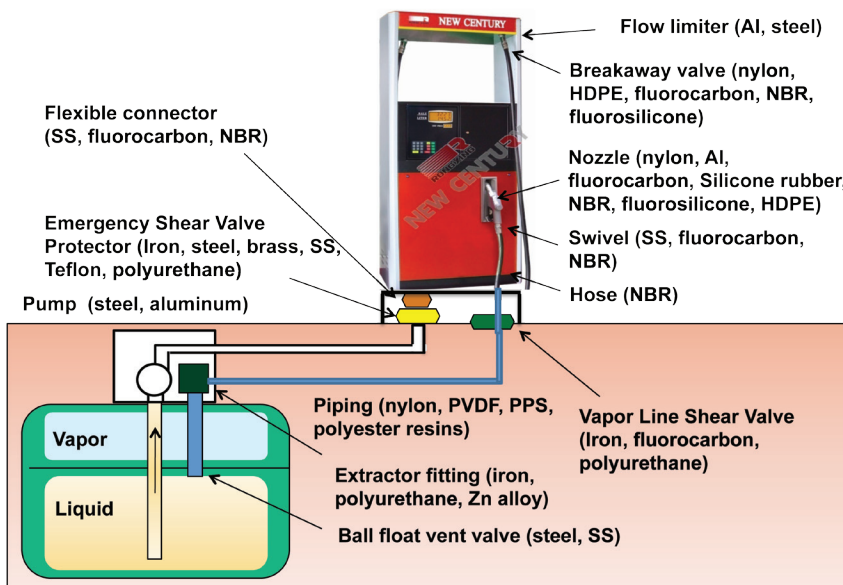 NEW CENTURY
Flow limiter (Al, steel)
Breakaway valve (nylon,
HDPE, fluorocarbon, NBR,
fluorosilicone)
Flexible connector
(SS, fluorocarbon, NBR)
Nozzle (nylon, Al,
fluorocarbon, Silicone rubber,
NBR, fluorosilicone, HDPE)
NEW CENTURY
Emergency Shear Valve
Protector (Iron, steel, brass, SS,
Teflon, polyurethane)
Swivel (SS, fluorocarbon,
NBR)
Pump (steel, aluminum)
Hose (NBR)
Piping (nylon, PVDF, PPS,
polyester resins)
Vapor Line Shear Valve
(Iron, fluorocarbon,
polyurethane)
Vapor
Extractor fitting (iron,
polyurethane, Zn alloy)
Liquid
Ball float vent valve (steel, SS)